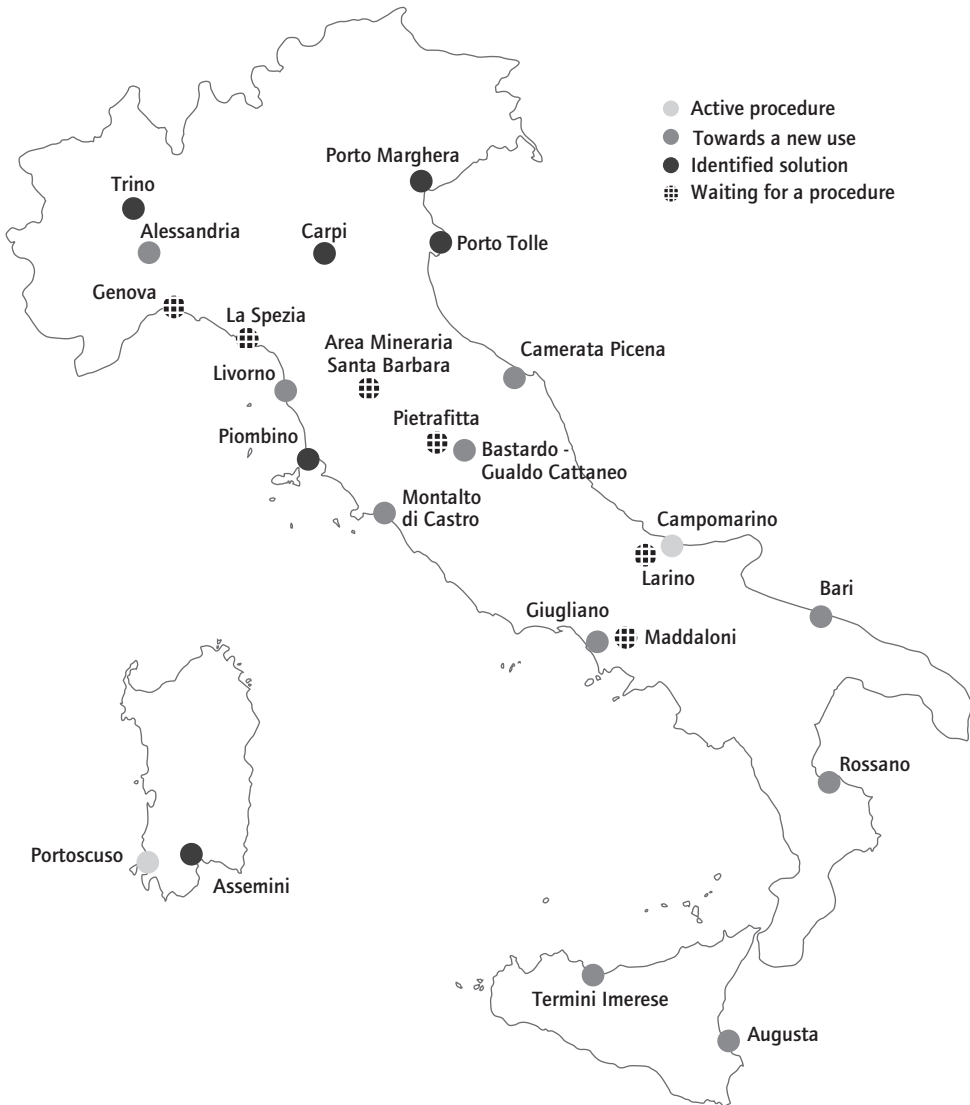 Active procedure
Towards a new use
Identified solution
Waiting for a procedure
Porto Marghera
Trino
Alessandria
Carpi
Porto Tolle
Genova
La Spezia
Area Mineraria
Santa Barbara
Camerata Picena
Livorno
Pietrafitta
Piombino
Bastardo -
Gualdo Cattaneo
Montalto
di Castro
Campomarino
Larino
Bari
Giugliano
Maddaloni
Rossano
Portoscuso
Assemini
Termini Imerese
Augusta